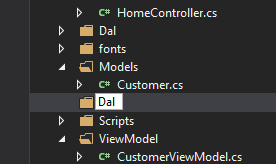 C# HomeController.cs
Dal
fonts
Models
C# Customer.cs
Dal
Scripts
ViewModel
C# CustomerViewModel.cs